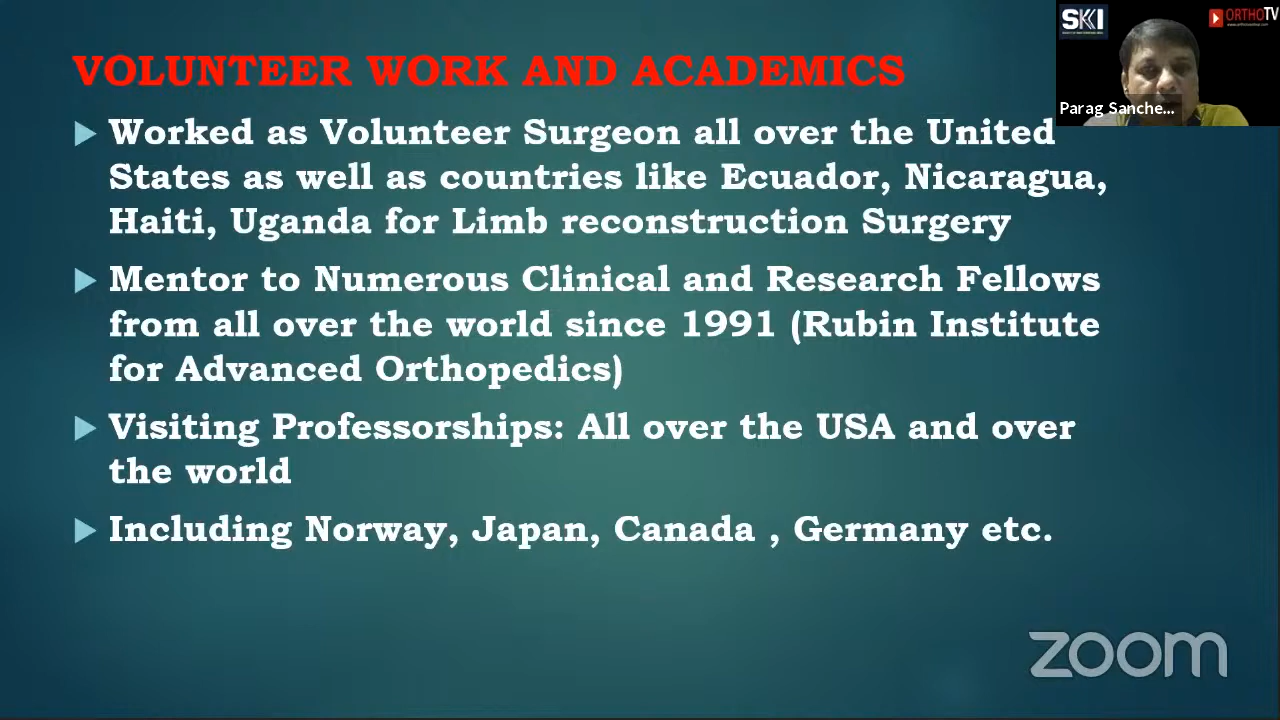 VOLUNTEER WORK AND ACADEMICS
Worked as Volunteer Surgeon all over the United
States as well as countries like Ecuador, Nicaragua,
Haiti, Uganda for Limb reconstruction Surgery
Mentor to Numerous Clinical and Research Fellows
from all over the world since 1991 (Rubin Institute
for Advanced Orthopedics)
Visiting Professorships: All over the USA and over
the world
Including Norway, Japan, Canada , Germany etc.
SKI
ORTHOTV
Parag Sanche...
zoom